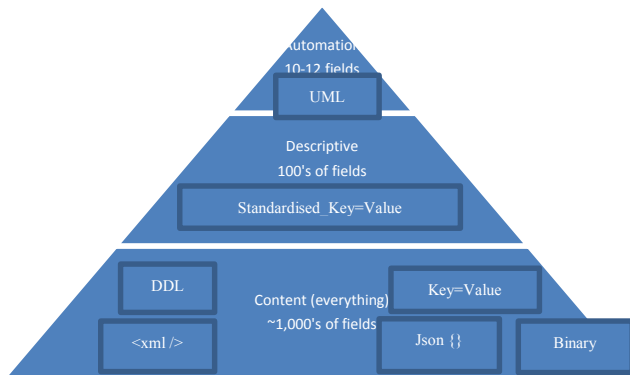 Automation
10-12 fields
UML
Descriptive
100's of fields
Standardised_Key=Value
DDL
Content (everything)
Key=Value
~1,000's of fields
<xml />
Json {}
Binary